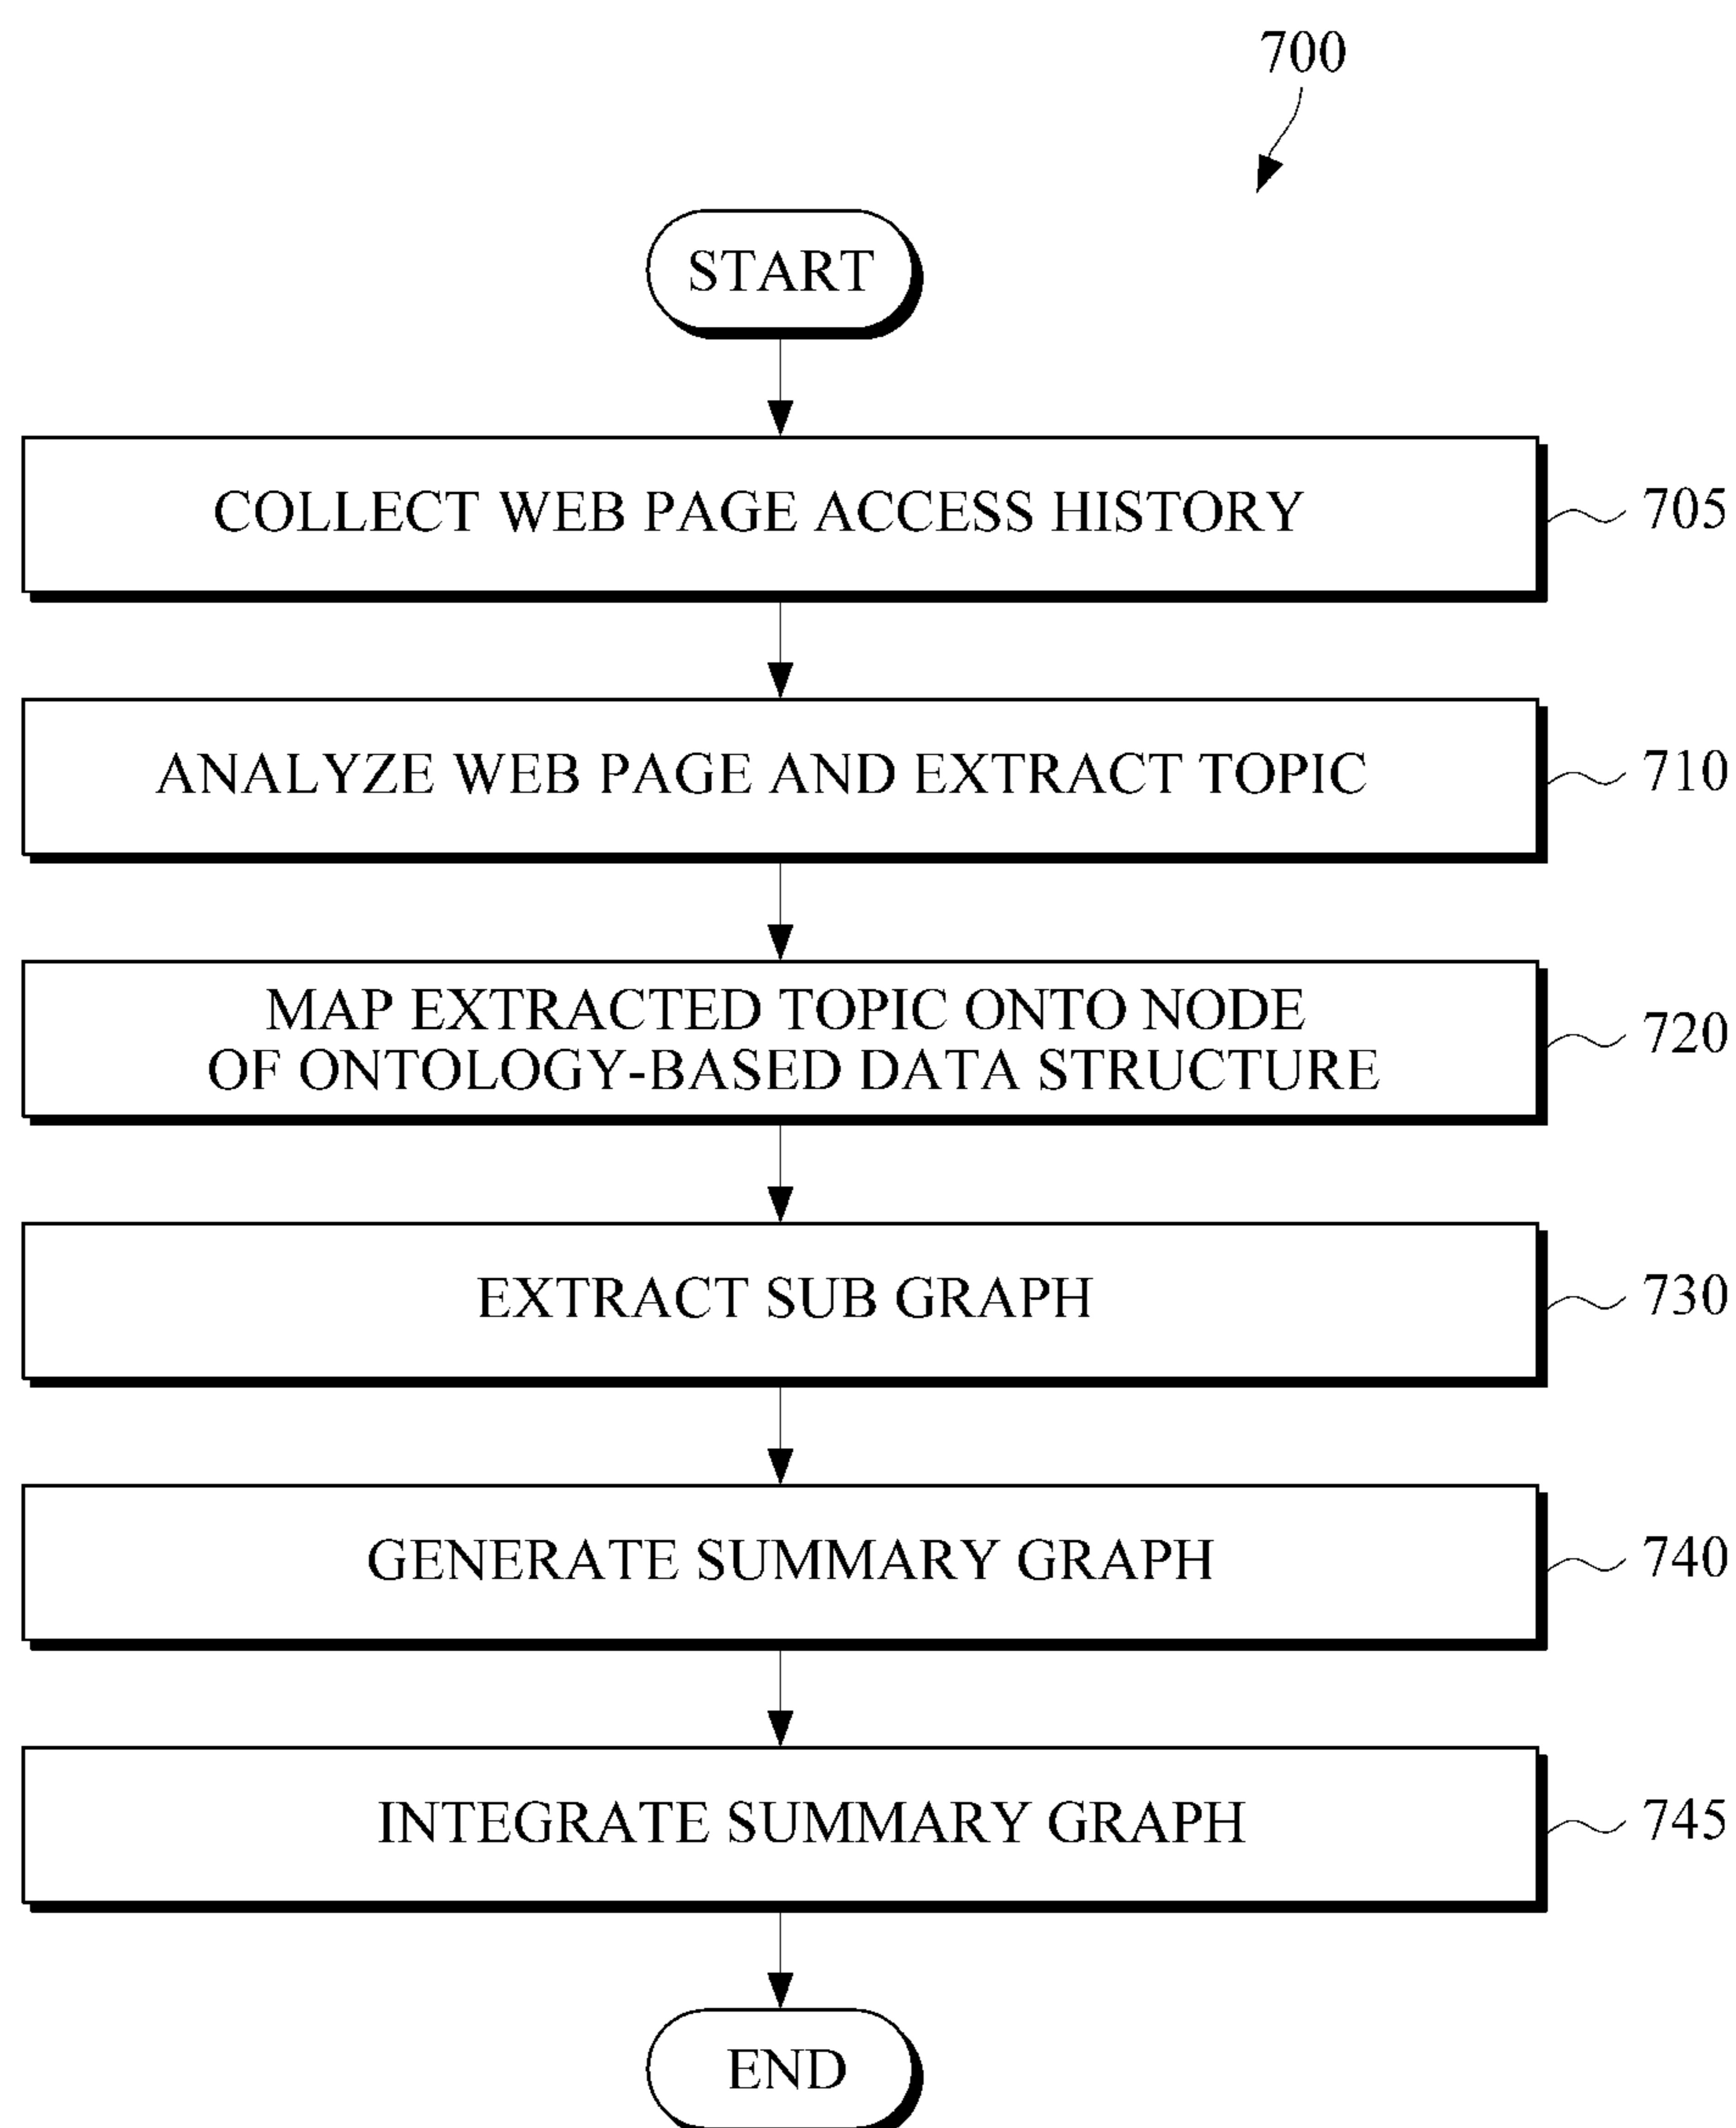 700
START
COLLECT WEB PAGE ACCESS HISTORY
705
ANALYZE WEB PAGE AND EXTRACT TOPIC
710
MAP EXTRACTED TOPIC ONTO NODE
OF ONTOLOGY-BASED DATA STRUCTURE
720
EXTRACT SUB GRAPH
730
GENERATE SUMMARY GRAPH
740
INTEGRATE SUMMARY GRAPH
745
END